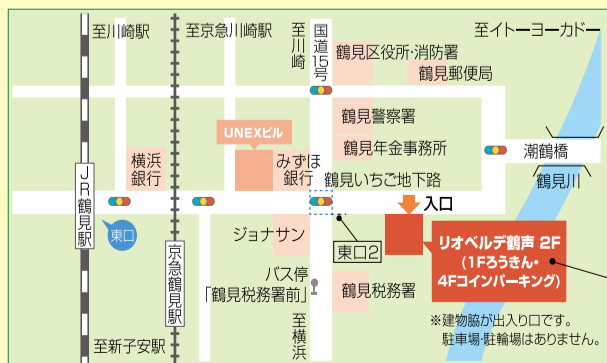 至川崎駅
至京急川崎駅
至川崎
国道15号
至イトーヨーカドー
鶴見区役所・消防署
鶴見郵便局
鶴見警察署
UNEXビル
横浜
銀行
みずほ
銀行
鶴見年金事務所
潮鶴橋
鶴見川
鶴見いちご地下路
入口
JR鶴見駅
東口
京急鶴見駅
ジョナサン
東口2
リオベルデ鶴声 2F
(1Fろうきん・
4Fコインパーキング)
バス停
「鶴見税務署前」
鶴見税務署
至横浜
至新子安駅
※建物脇が出入り口です。
駐車場・駐輪場はありません。